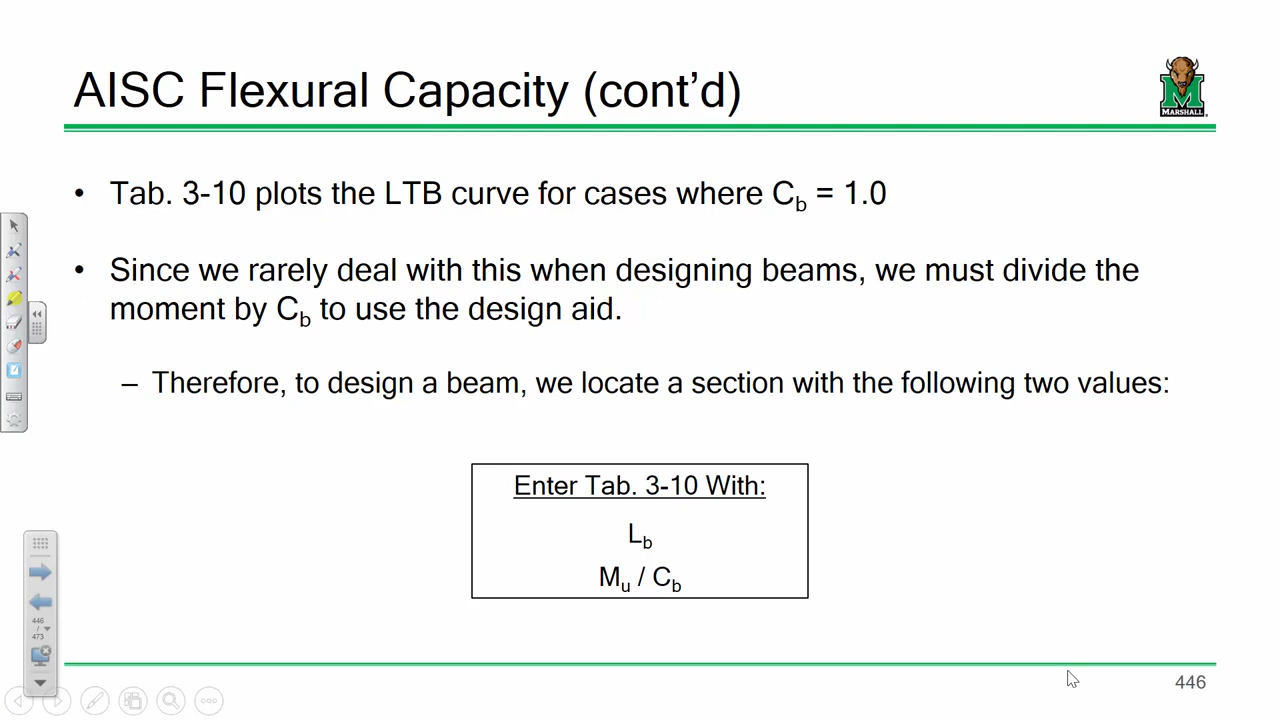 AISC Flexural Capacity (cont’d)
MARSHALL
• Tab. 3-10 plots the LTB curve for cases where Cb = 1.0
• Since we rarely deal with this when designing beams, we must divide the
moment by Cb to use the design aid.
– Therefore, to design a beam, we locate a section with the following two values:
Enter Tab. 3-10 With:
Lb
Mu / Cb
446
/
473
446